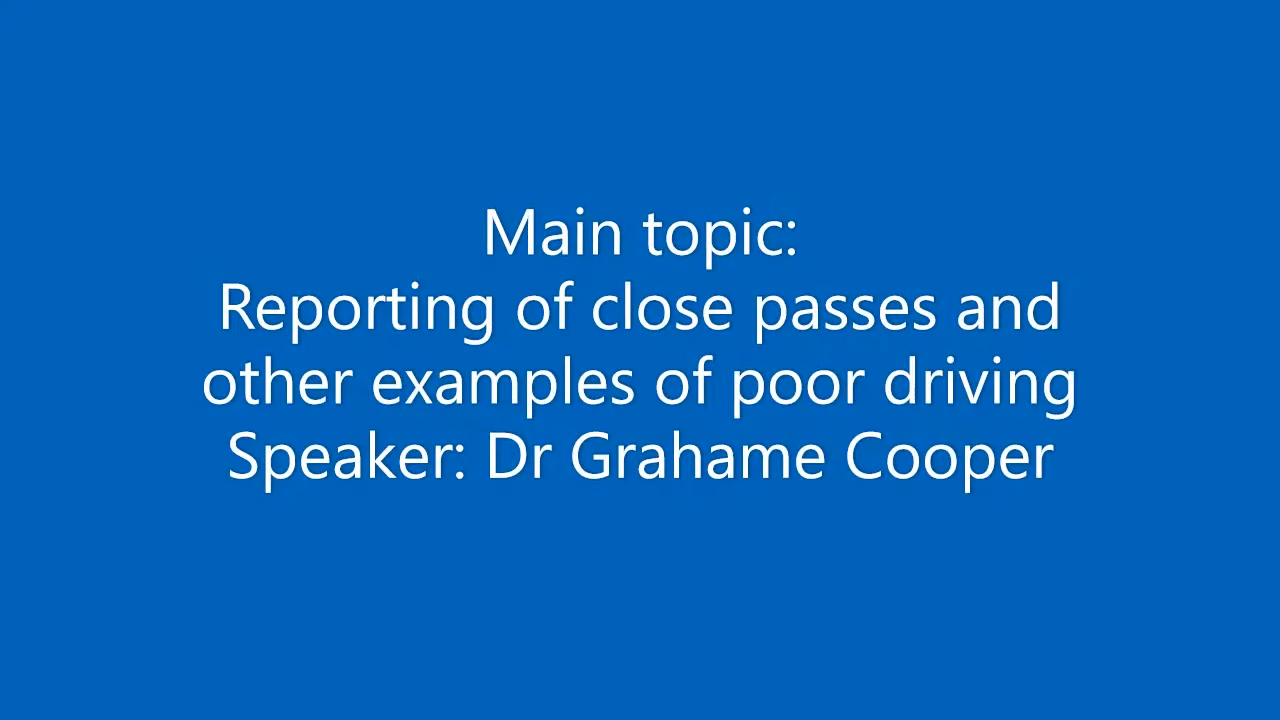 Main topic:
Reporting of close passes and
other examples of poor driving
Speaker: Dr Grahame Cooper